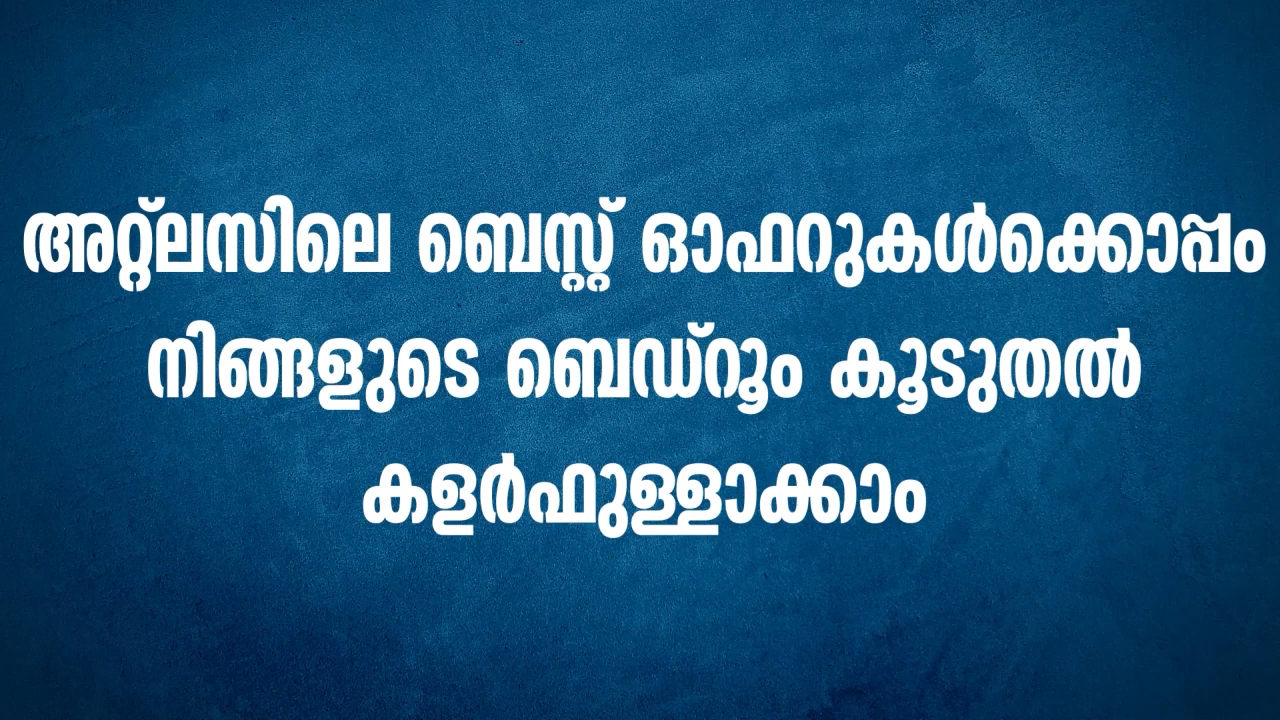 അറ്റ്ലസിലെ ബെസ്റ്റ് ഓഫറുകൾക്കൊപ്പം
നിങ്ങളുടെ ബെഡ്റൂം കൂടുതൽ
കളർഫുള്ളാക്കാം